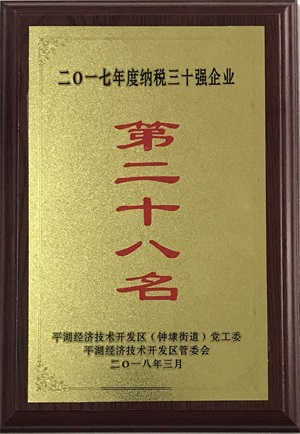 二〇一七年度纳税三十强企业
第二十八名
平湖经济技术开发区（钟埭街道）党工委
平湖经济技术开发区管委会
二〇一八年三月